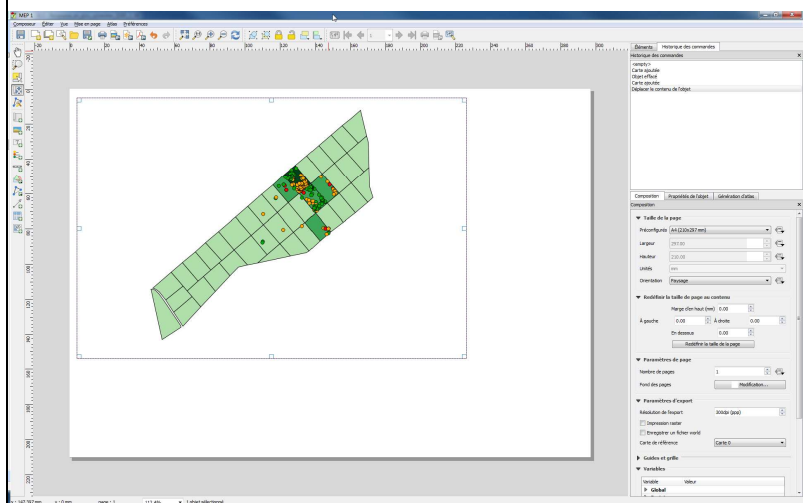 MEP 1
Composeur Éditer Vue Mise en page Atlas Préférences
Éléments Historique des commandes
Historique des commandes
<empty>
Carte ajoutée
Objet effacé
Carte ajoutée
Déplacer le contenu de l'objet
Composition Propriétés de l'objet Génération d'atlas
Composition
Taille de la page
Préconfigurés A4 (210x297 mm)
Largeur 297.00
Hauteur 210.00
Unités mm
Orientation Paysage
Redéfinir la taille de page au contenu
Marge d'en haut (mm) 0.00
À gauche 0.00 À droite 0.00
En dessous 0.00
Redéfinir la taille de la page
Paramètres de page
Nombre de pages 1
Fond des pages Modification...
Paramètres d'export
Résolution de l'export 300dpi (ppp)
Impression raster
Enregistrer un fichier world
Carte de référence Carte 0
Guides et grille
Variables
Variable Valeur
Global
page : 1 1 objet sélectionné